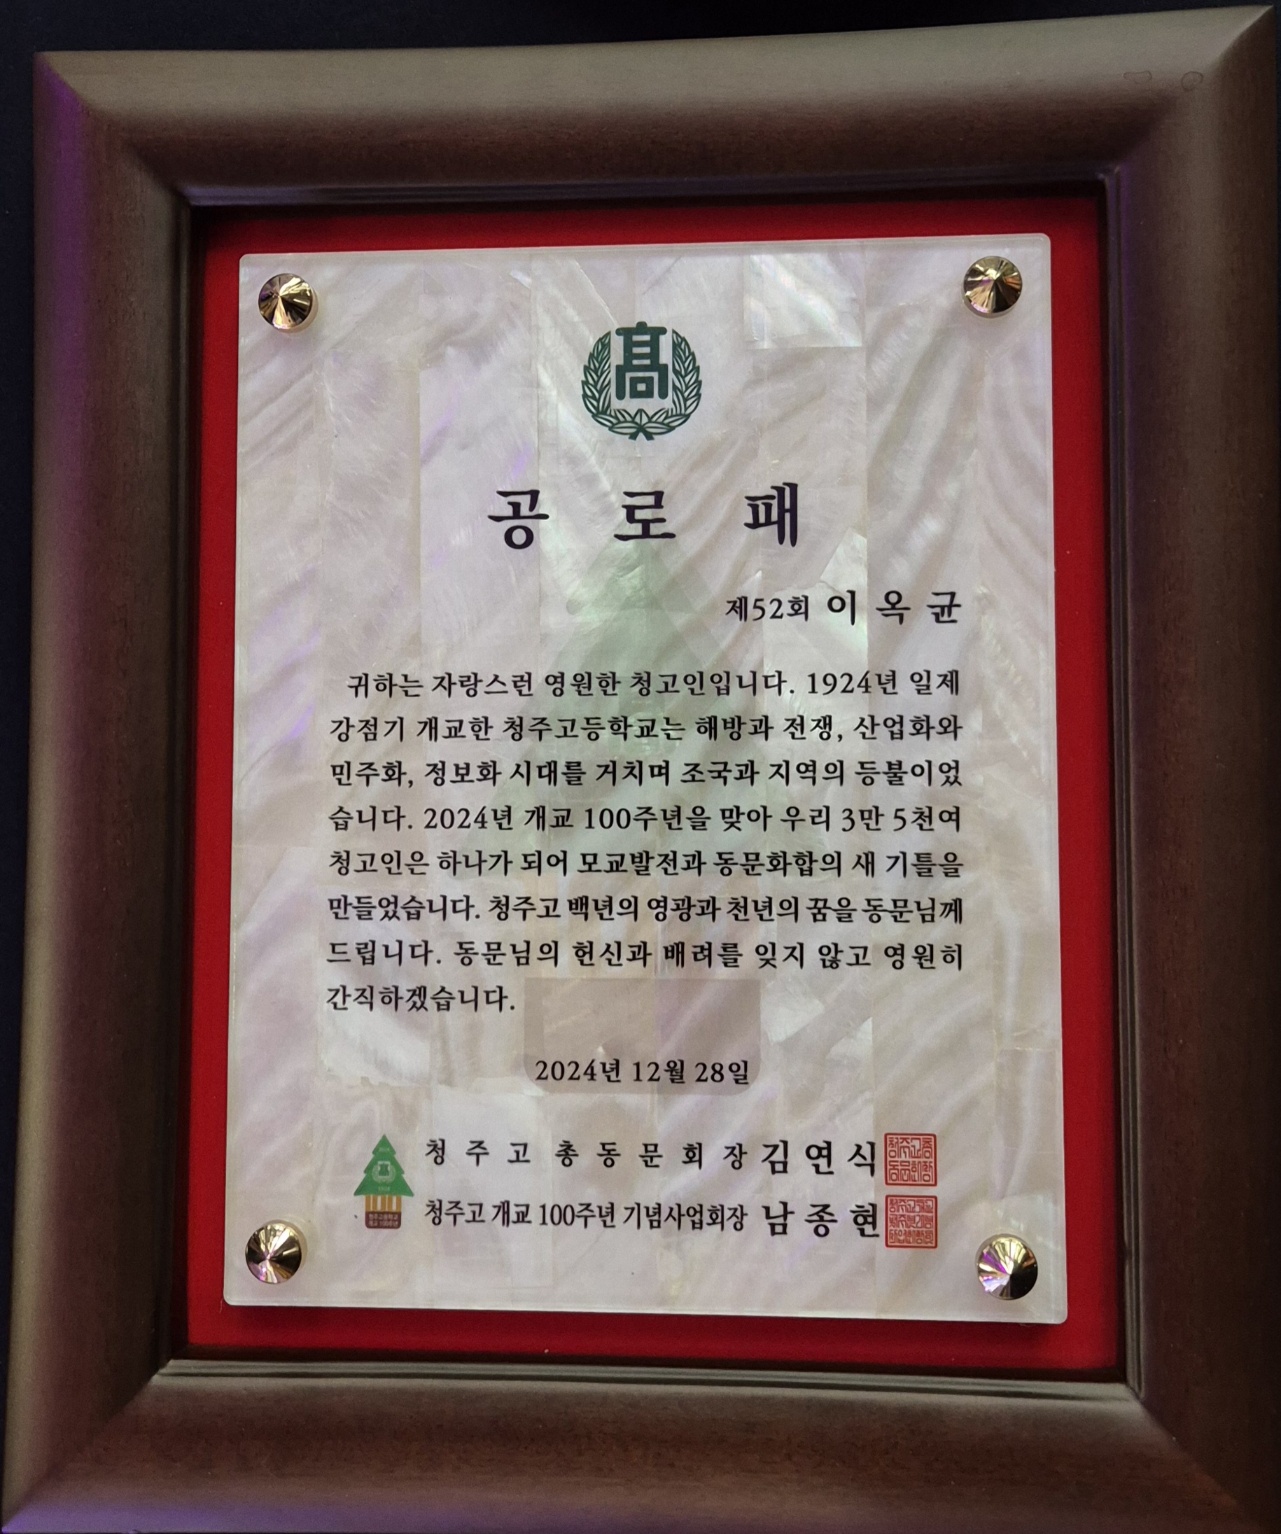 高
공 로 패
제52회 이 옥 균
귀하는 자랑스런 영원한 청고인입니다. 1924년 일제
강점기 개교한 청주고등학교는 해방과 전쟁, 산업화와
민주화, 정보화 시대를 거치며 조국과 지역의 등불이었
습니다. 2024년 개교 100주년을 맞아 우리 3만 5천여
청고인은 하나가 되어 모교발전과 동문화합의 새 기틀을
만들었습니다. 청주고 백년의 영광과 천년의 꿈을 동문님께
드립니다. 동문님의 헌신과 배려를 잊지 않고 영원히
간직하겠습니다.
2024년 12월 28일
청 주 고 총 동 문 회 장 김 연 식
청주고 개교 100주년 기념사업회장 남 종 현